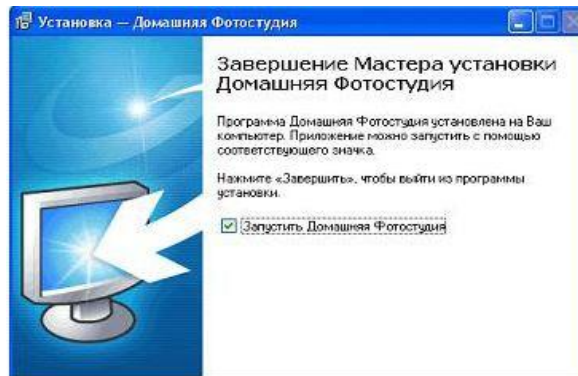 Установка — Домашняя Фотостудия
Завершение Мастера установки
Домашняя Фотостудия
Программа Домашняя Фотостудия установлена на Ваш
компьютер. Приложение можно запустить с помощью
соответствующего значка.
Нажмите «Завершить», чтобы выйти из программы
установки.
Запустить Домашняя Фотостудия